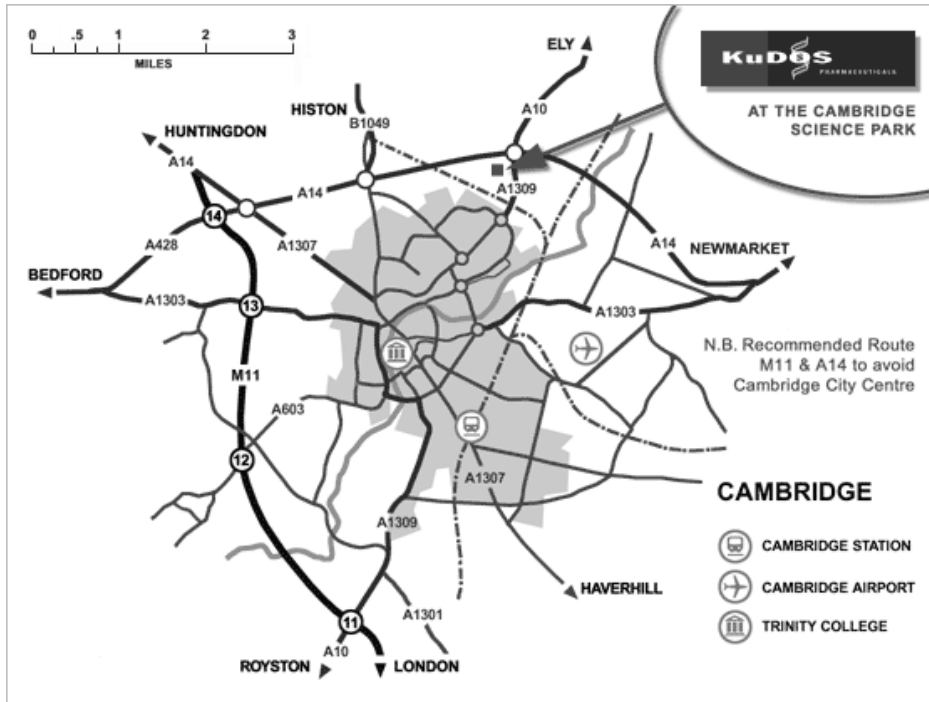 0 .5 1 2 3
MILES
ELY
KuDOS
PHARMACEUTICALS
AT THE CAMBRIDGE
SCIENCE PARK
A10
HISTON
B1049
HUNTINGDON
A14
A14
A1309
14
A428
A1307
A14
NEWMARKET
BEDFORD
A1303
13
A1303
N.B. Recommended Route
M11 & A14 to avoid
Cambridge City Centre
M11
A603
12
A1307
CAMBRIDGE
A1309
CAMBRIDGE STATION
CAMBRIDGE AIRPORT
HAVERHILL
A1301
11
TRINITY COLLEGE
A10
ROYSTON
LONDON